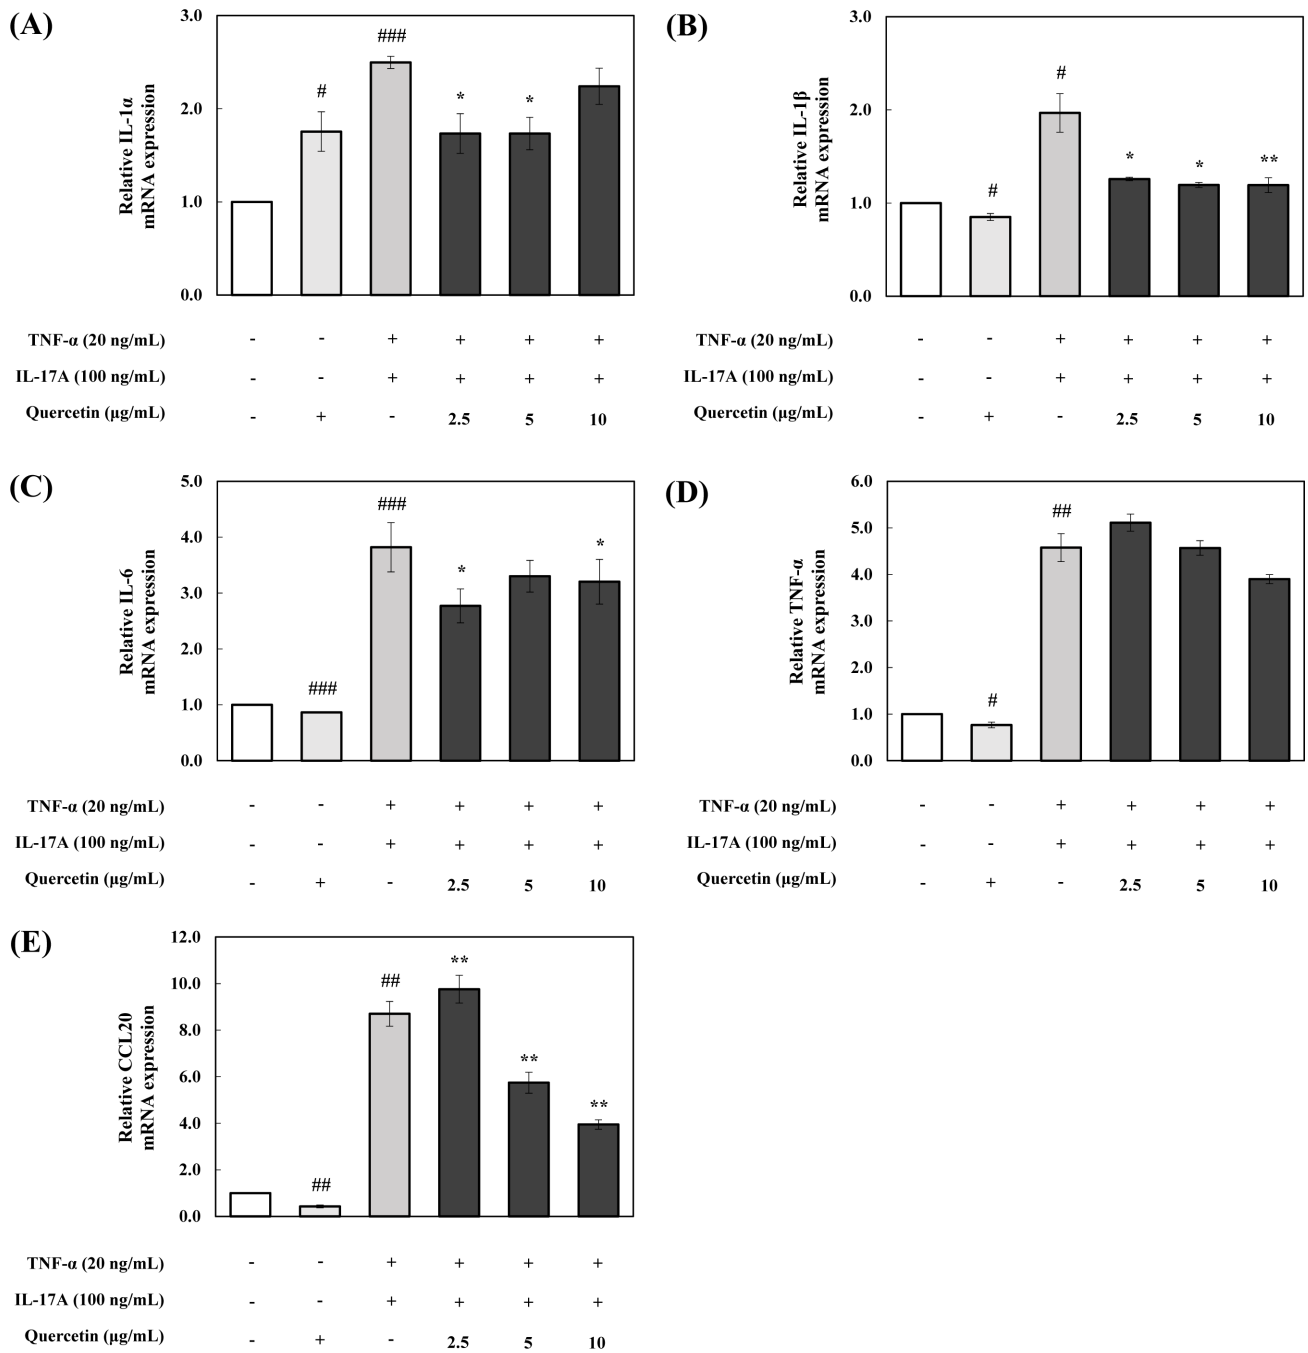 (A)
3.0
2.0
1.0
0.0
Relative IL-1α
mRNA expression
#
###
*
*
TNF-α (20 ng/mL) - - + + + +
IL-17A (100 ng/mL) - - + + + +
Quercetin (μg/mL) - + - 2.5 5 10
(B)
3.0
2.0
1.0
0.0
Relative IL-1β
mRNA expression
#
#
*
*
**
TNF-α (20 ng/mL) - - + + + +
IL-17A (100 ng/mL) - - + + + +
Quercetin (μg/mL) - + - 2.5 5 10
(C)
5.0
4.0
3.0
2.0
1.0
0.0
Relative IL-6
mRNA expression
###
###
*
*
TNF-α (20 ng/mL) - - + + + +
IL-17A (100 ng/mL) - - + + + +
Quercetin (μg/mL) - + - 2.5 5 10
(D)
6.0
5.0
4.0
3.0
2.0
1.0
0.0
Relative TNF-α
mRNA expression
#
##
TNF-α (20 ng/mL) - - + + + +
IL-17A (100 ng/mL) - - + + + +
Quercetin (μg/mL) - + - 2.5 5 10
(E)
12.0
10.0
8.0
6.0
4.0
2.0
0.0
Relative CCL20
mRNA expression
##
##
**
**
**
TNF-α (20 ng/mL) - - + + + +
IL-17A (100 ng/mL) - - + + + +
Quercetin (μg/mL) - + - 2.5 5 10